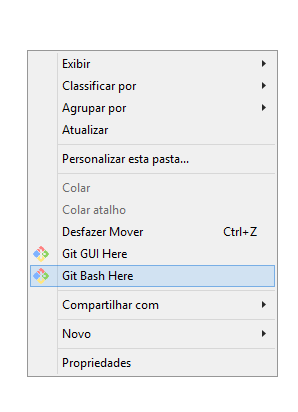 Exibir
Classificar por
Agrupar por
Atualizar
Personalizar esta pasta...
Colar
Colar atalho
Desfazer Mover Ctrl+Z
Git GUI Here
Git Bash Here
Compartilhar com
Novo
Propriedades